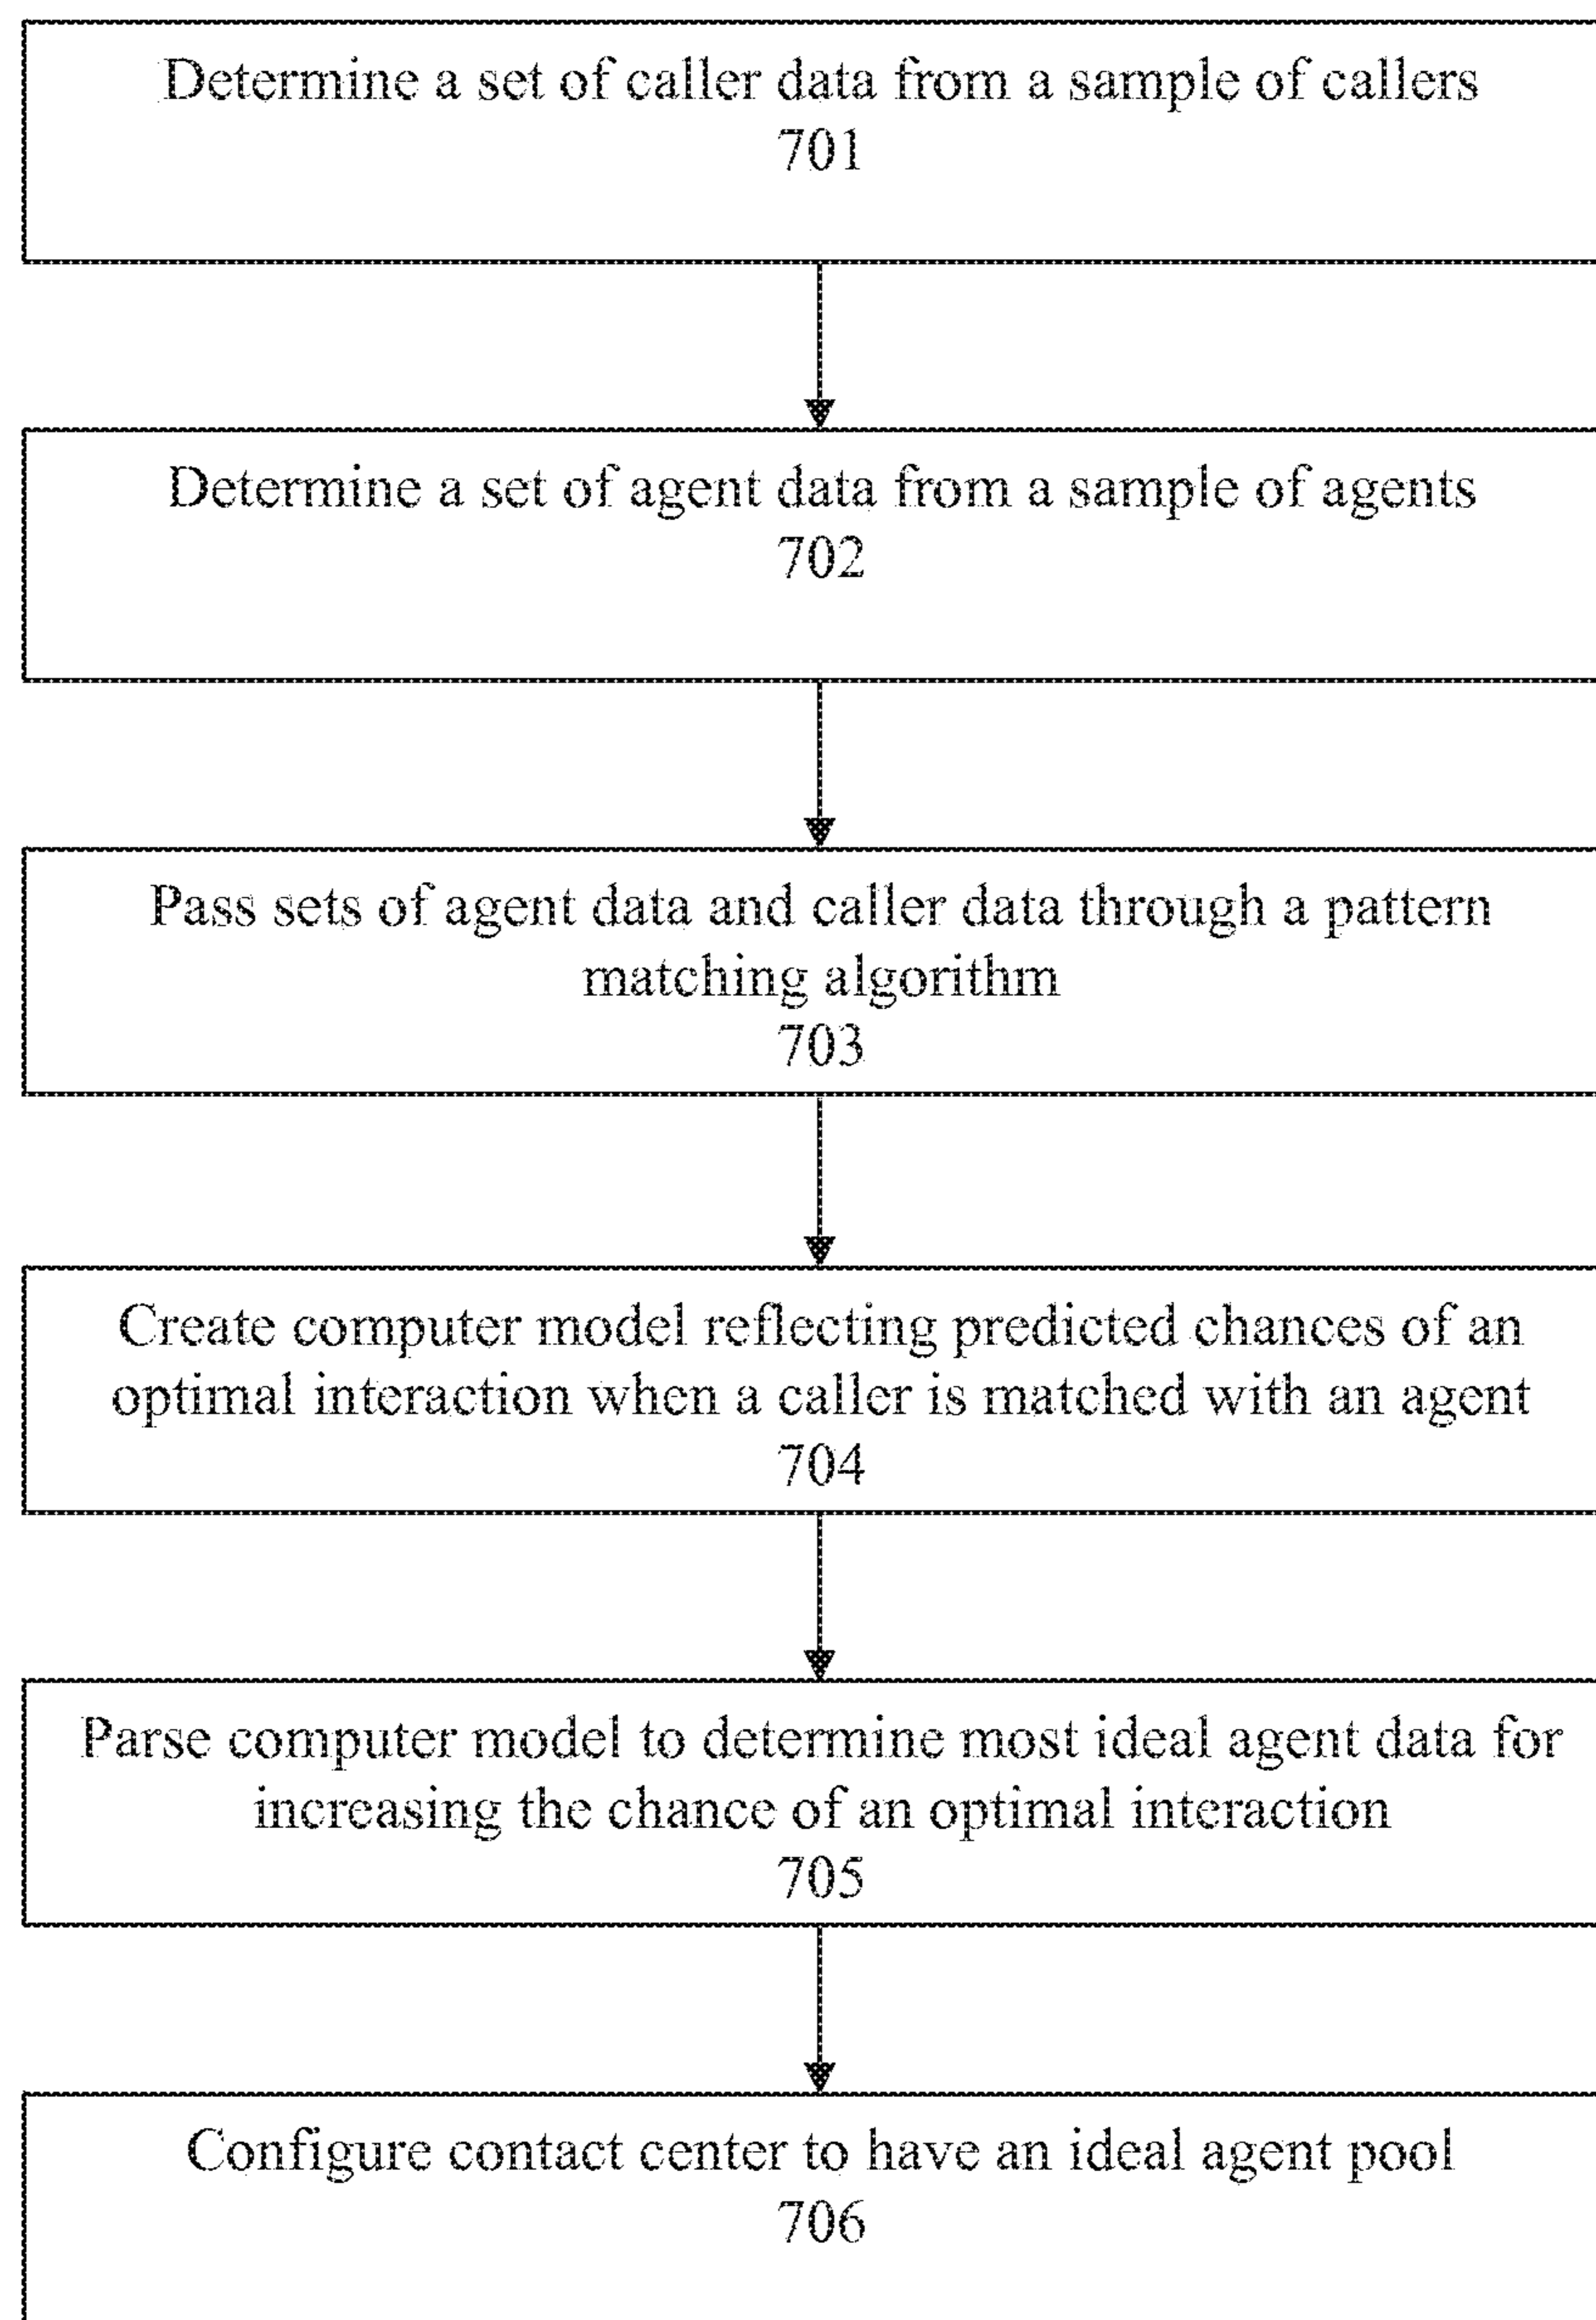 Determine a set of caller data from a sample of callers
701
Determine a set of agent data from a sample of agents
702
Pass sets of agent data and caller data through a pattern
matching algorithm
703
Create computer model reflecting predicted chances of an
optimal interaction when a caller is matched with an agent
704
Parse computer model to determine most ideal agent data for
increasing the chance of an optimal interaction
705
Configure contact center to have an ideal agent pool
706